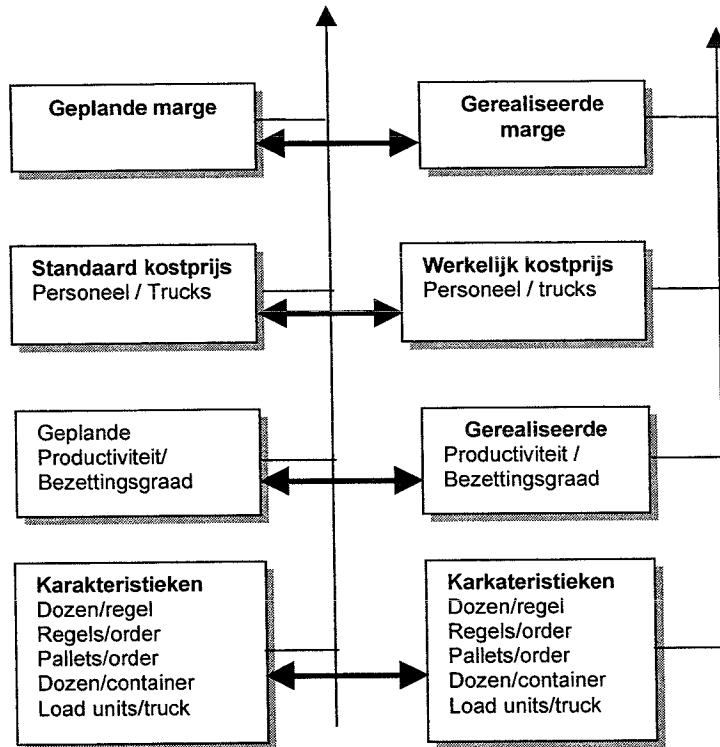 Geplande marge
Gerealiseerde
marge
Standaard kostprijs
Personeel / Trucks
Werkelijk kostprijs
Personeel / trucks
Geplande
Productiviteit/
Bezettingsgraad
Gerealiseerde
Productiviteit /
Bezettingsgraad
Karakteristieken
Dozen/regel
Regels/order
Pallets/order
Dozen/container
Load units/truck
Karkateristieken
Dozen/regel
Regels/order
Pallets/order
Dozen/container
Load units/truck